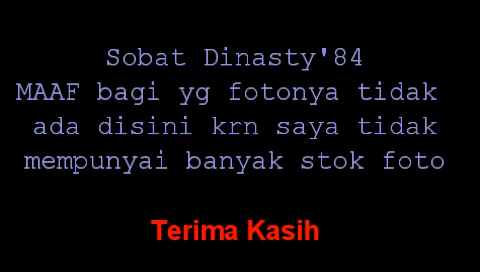 Sobat Dinasty'84
MAAF bagi yg fotonya tidak
ada disini krn saya tidak
mempunyai banyak stok foto
Terima Kasih